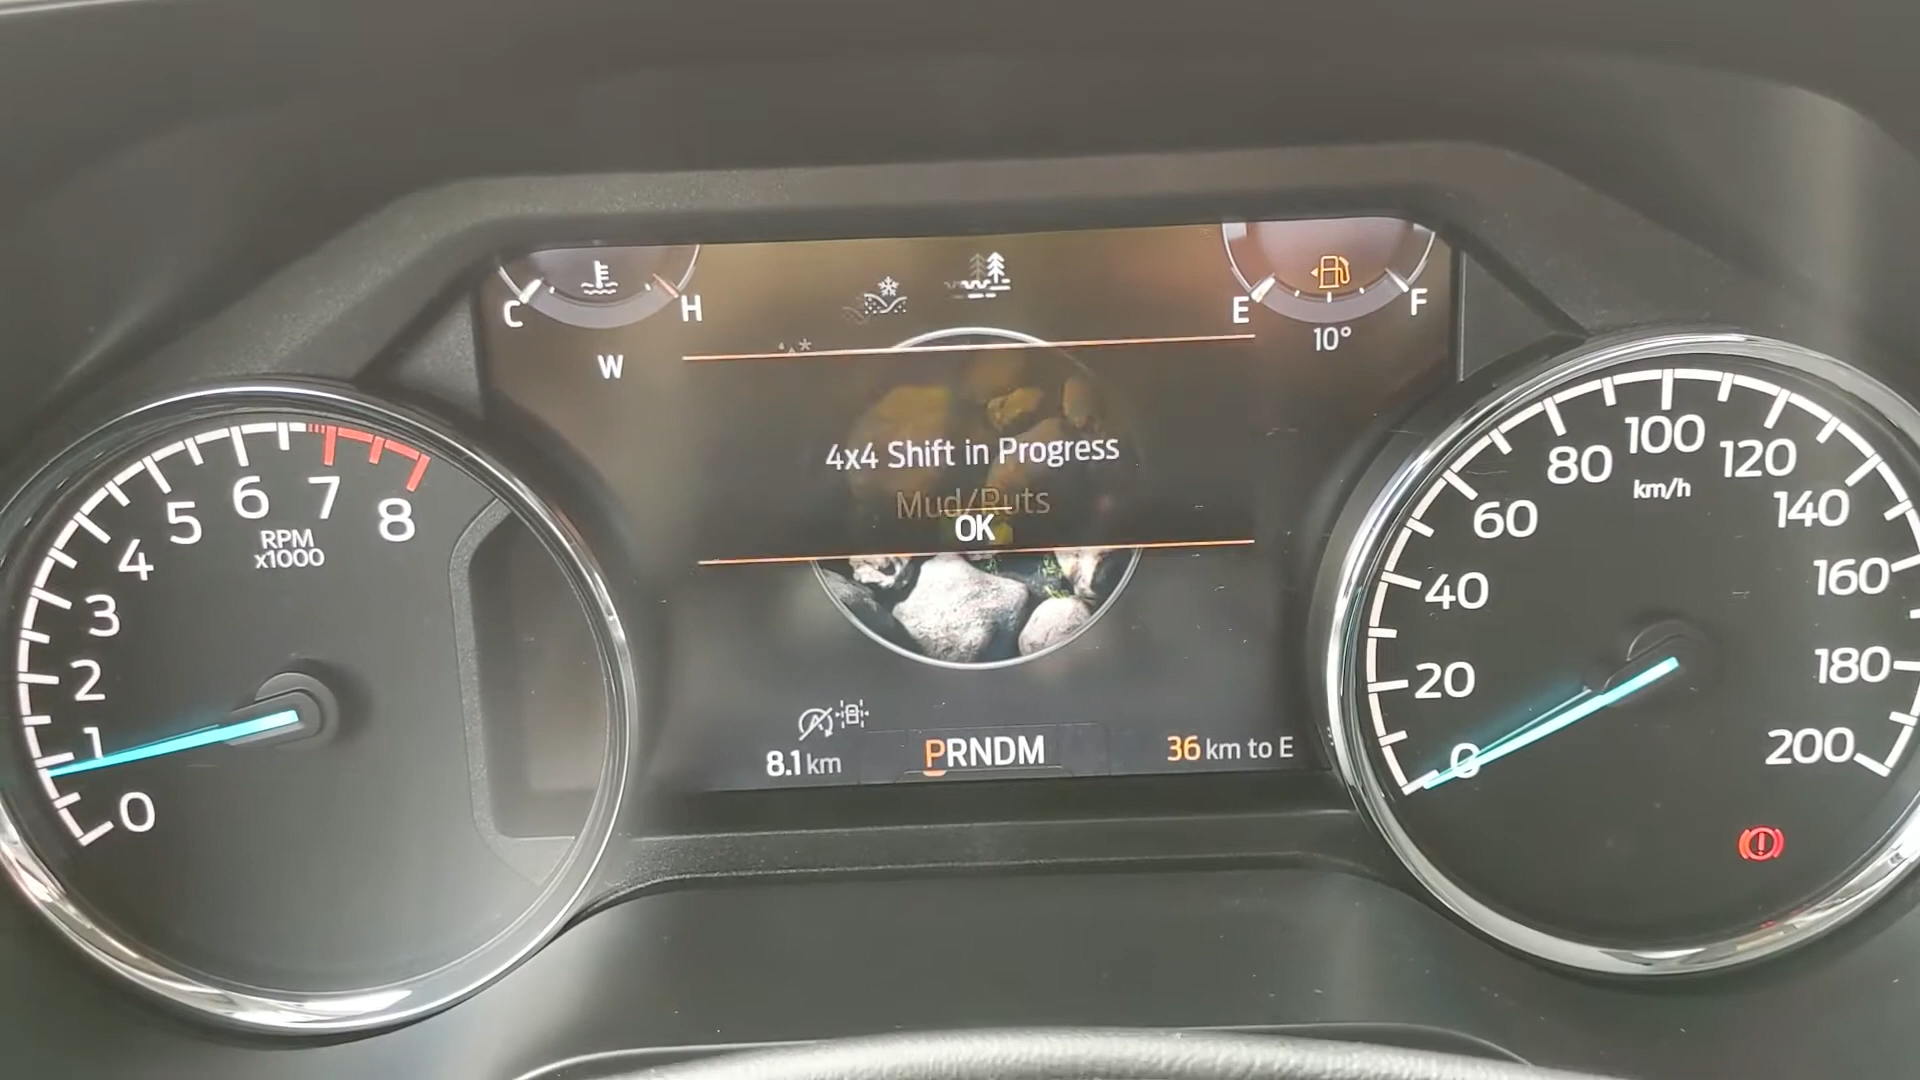 C H
E F
10°
W
4x4 Shift in Progress
Mud/Ruts
OK
8.1 km
PRNDM
36 km to E
0
1
2
3
4
5
6
7
8
RPM
x1000
0
20
40
60
80
100
120
140
160
180
200
km/h